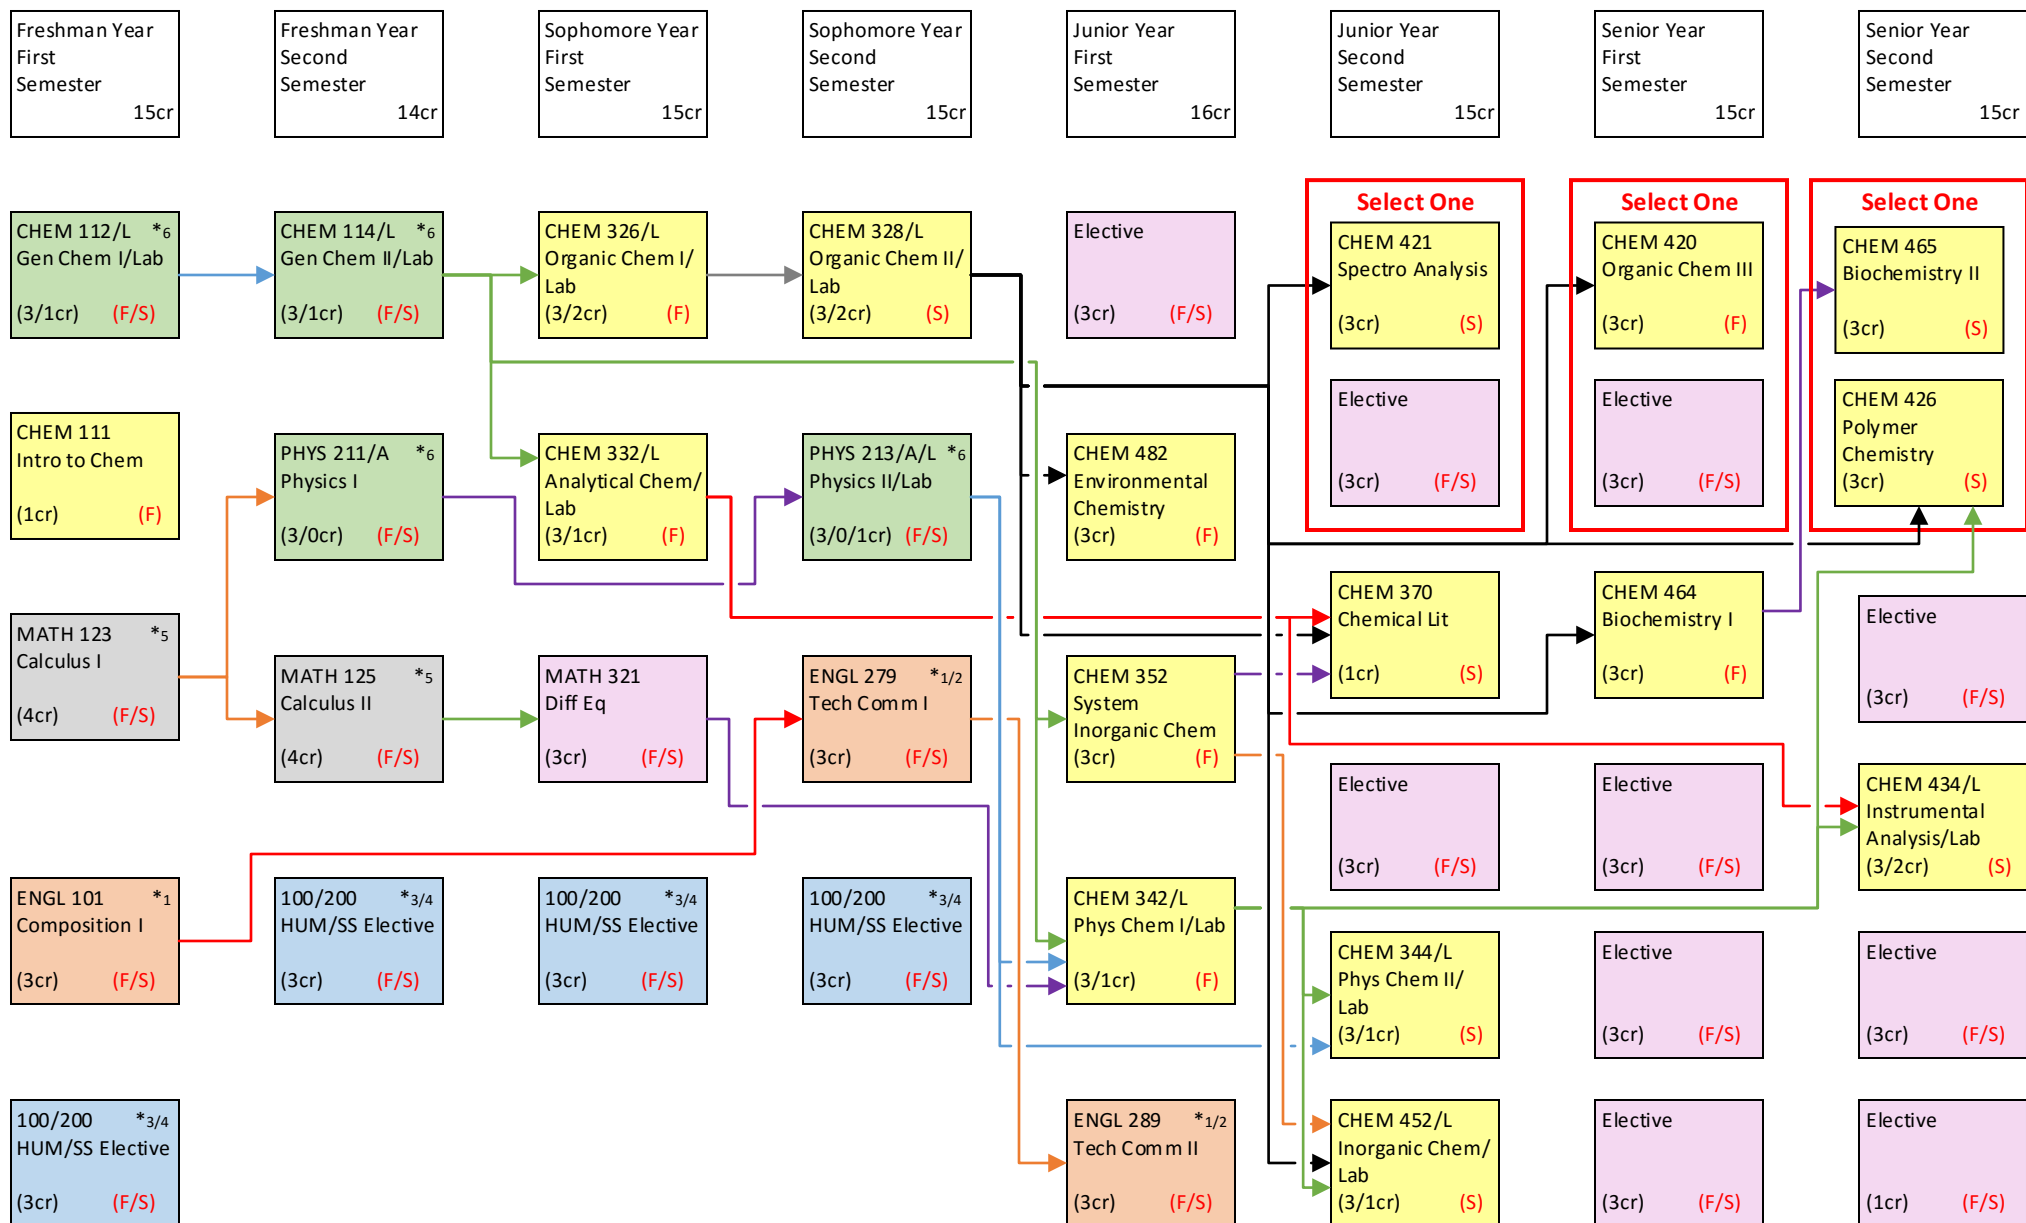 Freshman Year
First
Semester
15cr
Freshman Year
Second
Semester
14cr
Sophomore Year
First
Semester
15cr
Sophomore Year
Second
Semester
15cr
Junior Year
First
Semester
16cr
Junior Year
Second
Semester
15cr
Senior Year
First
Semester
15cr
Senior Year
Second
Semester
15cr
CHEM 112/L *6
Gen Chem I/Lab
(3/1cr) (F/S)
CHEM 114/L *6
Gen Chem II/Lab
(3/1cr) (F/S)
CHEM 326/L
Organic Chem I/
Lab
(3/2cr) (F)
CHEM 328/L
Organic Chem II/
Lab
(3/2cr) (S)
Elective
(3cr) (F/S)
Select One
CHEM 421
Spectro Analysis
(3cr) (S)
Elective
(3cr) (F/S)
Select One
CHEM 420
Organic Chem III
(3cr) (F)
Elective
(3cr) (F/S)
Select One
CHEM 465
Biochemistry II
(3cr) (S)
CHEM 426
Polymer
Chemistry
(3cr) (S)
CHEM 111
Intro to Chem
(1cr) (F)
PHYS 211/A *6
Physics I
(3/0cr) (F/S)
CHEM 332/L
Analytical Chem/
Lab
(3/1cr) (F)
PHYS 213/A/L *6
Physics II/Lab
(3/0/1cr) (F/S)
CHEM 482
Environmental
Chemistry
(3cr) (F)
CHEM 370
Chemical Lit
(1cr) (S)
CHEM 464
Biochemistry I
(3cr) (F)
Elective
(3cr) (F/S)
MATH 123 *5
Calculus I
(4cr) (F/S)
MATH 125 *5
Calculus II
(4cr) (F/S)
MATH 321
Diff Eq
(3cr) (F/S)
ENGL 279 *1/2
Tech Comm I
(3cr) (F/S)
CHEM 352
System
Inorganic Chem
(3cr) (F)
Elective
(3cr) (F/S)
Elective
(3cr) (F/S)
CHEM 434/L
Instrumental
Analysis/Lab
(3/2cr) (S)
ENGL 101 *1
Composition I
(3cr) (F/S)
100/200 *3/4
HUM/SS Elective
(3cr) (F/S)
100/200 *3/4
HUM/SS Elective
(3cr) (F/S)
100/200 *3/4
HUM/SS Elective
(3cr) (F/S)
CHEM 342/L
Phys Chem I/Lab
(3/1cr) (F)
CHEM 344/L
Phys Chem II/
Lab
(3/1cr) (S)
Elective
(3cr) (F/S)
Elective
(3cr) (F/S)
100/200 *3/4
HUM/SS Elective
(3cr) (F/S)
ENGL 289 *1/2
Tech Comm II
(3cr) (F/S)
CHEM 452/L
Inorganic Chem/
Lab
(3/1cr) (S)
Elective
(3cr) (F/S)
Elective
(1cr) (F/S)